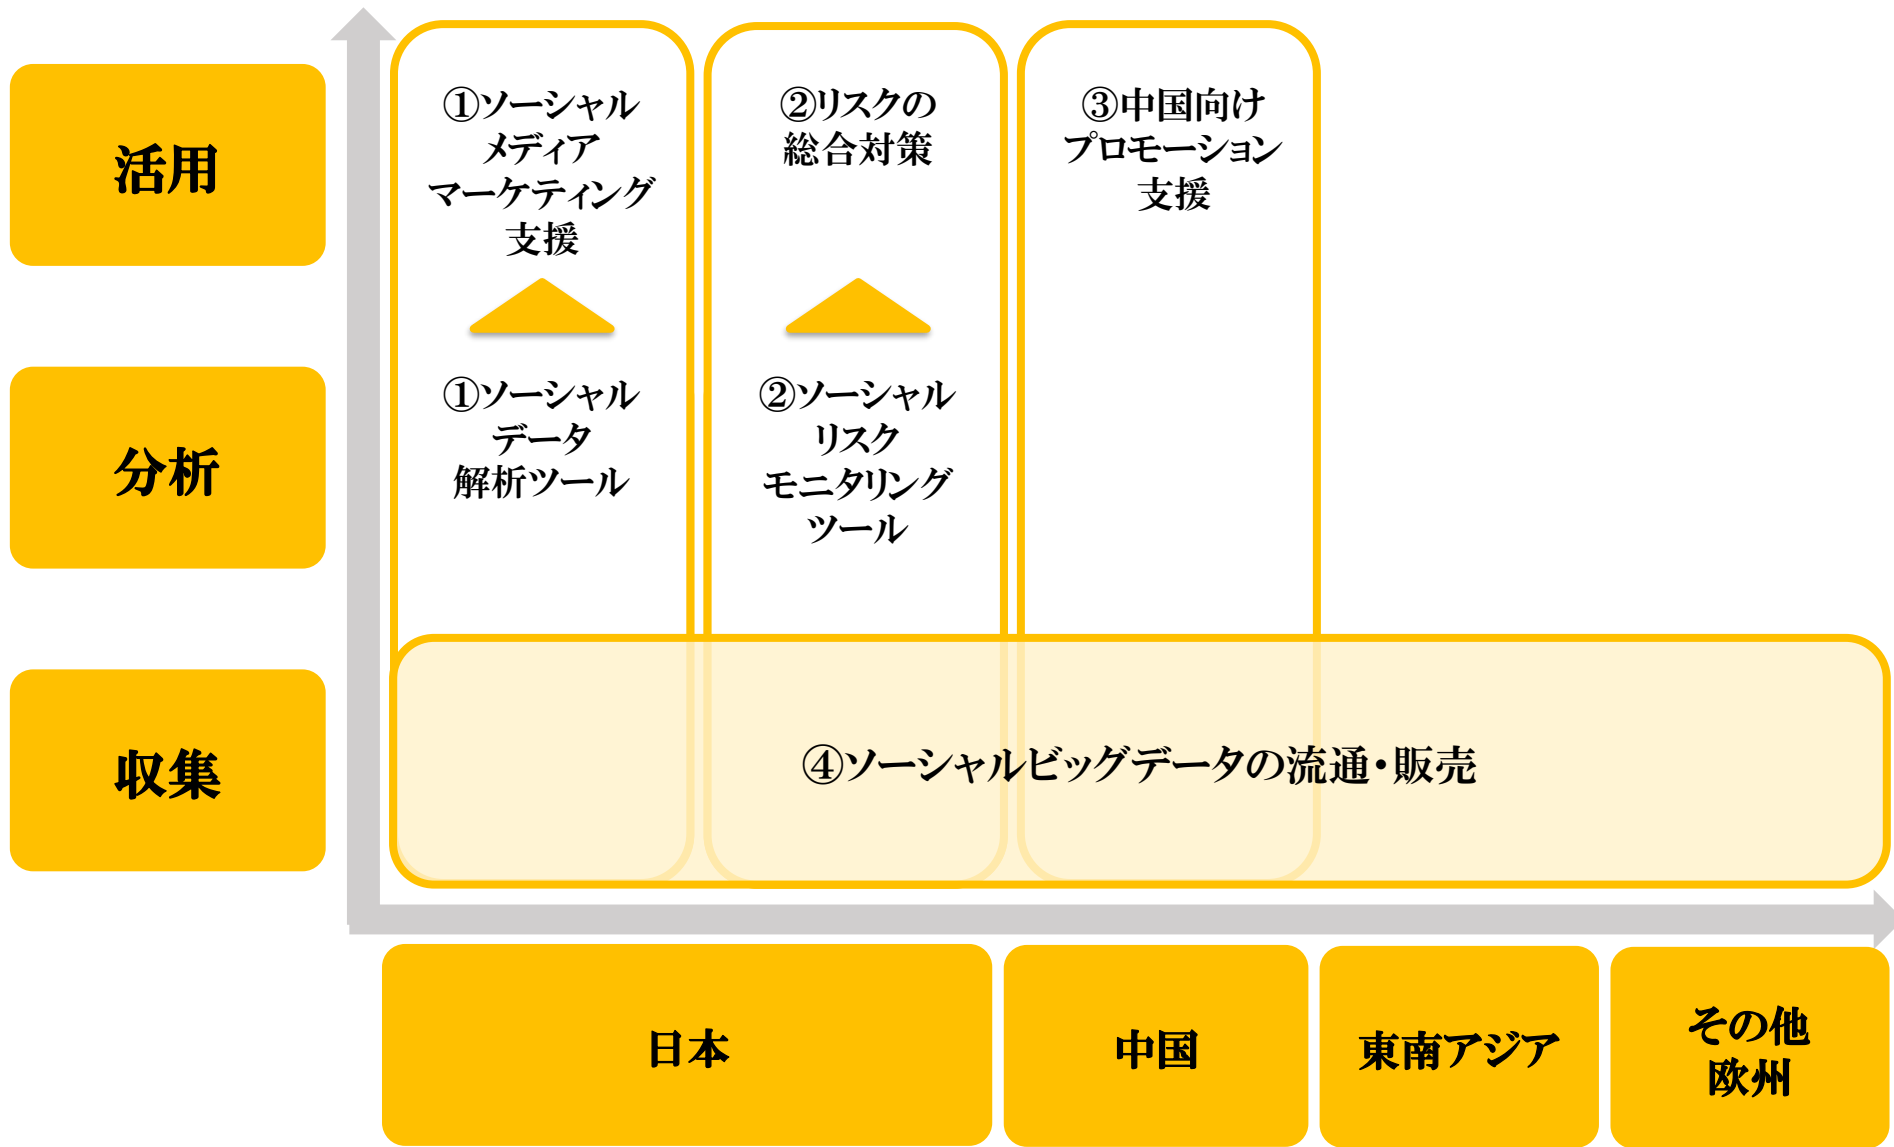 活用
①ソーシャル
メディア
マーケティング
支援
②リスクの
総合対策
③中国向け
プロモーション
支援
分析
①ソーシャル
データ
解析ツール
②ソーシャル
リスク
モニタリング
ツール
収集
④ソーシャルビッグデータの流通・販売
日本
中国
東南アジア
その他
欧州